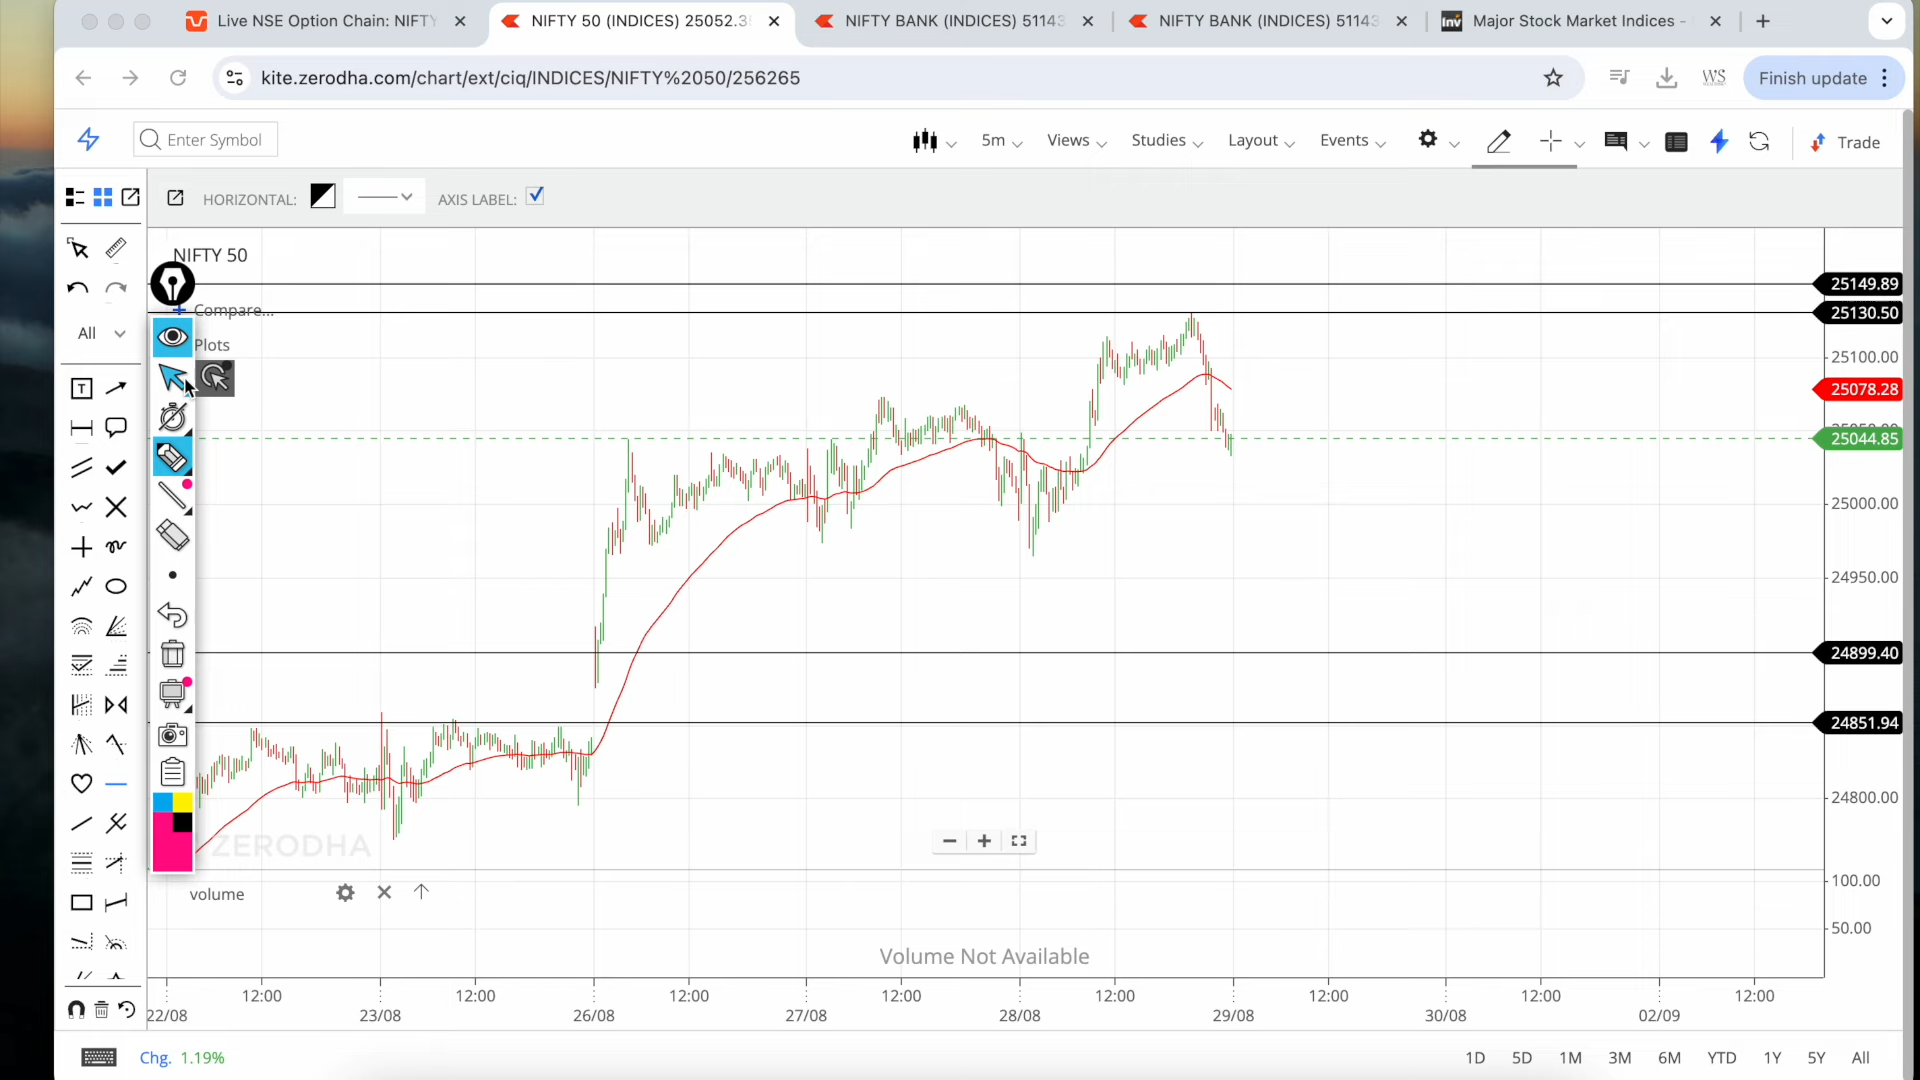 Live NSE Option Chain: NIFTY
NIFTY 50 (INDICES) 25052.3
NIFTY BANK (INDICES) 51143
NIFTY BANK (INDICES) 51143
Inv
Major Stock Market Indices -
kite.zerodha.com/chart/ext/ciq/INDICES/NIFTY%2050/256265
WS
Finish update
Enter Symbol
5m
Views
Studies
Layout
Events
Trade
HORIZONTAL:
AXIS LABEL:
NIFTY 50
Compare...
Plots
All
T
25149.89
25130.50
25100.00
25078.28
25044.85
25000.00
24950.00
24899.40
24851.94
24800.00
ZERODHA
volume
100.00
50.00
Volume Not Available
12:00 12:00 12:00 12:00 12:00 12:00 12:00 12:00
22/08 23/08 26/08 27/08 28/08 29/08 30/08 02/09
Chg. 1.19%
1D 5D 1M 3M 6M YTD 1Y 5Y All